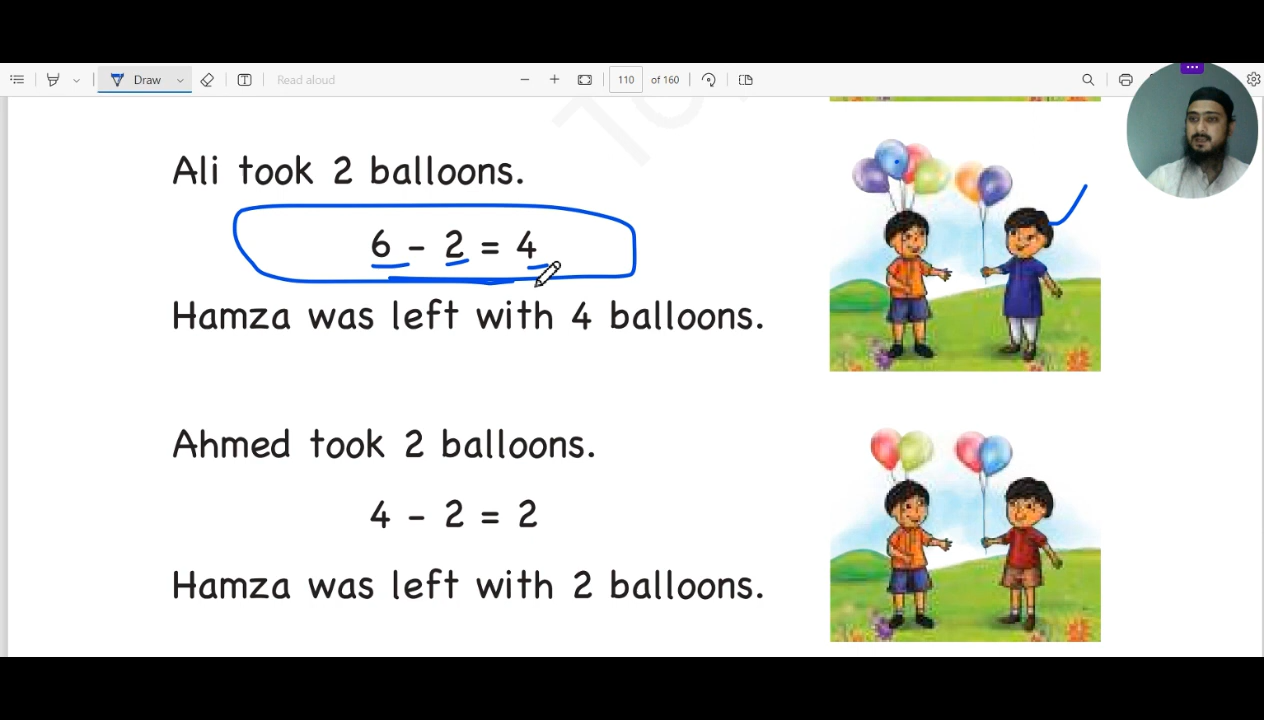 Draw
Read aloud
110 of 160
Ali took 2 balloons.
6 - 2 = 4
Hamza was left with 4 balloons.
Ahmed took 2 balloons.
4 - 2 = 2
Hamza was left with 2 balloons.